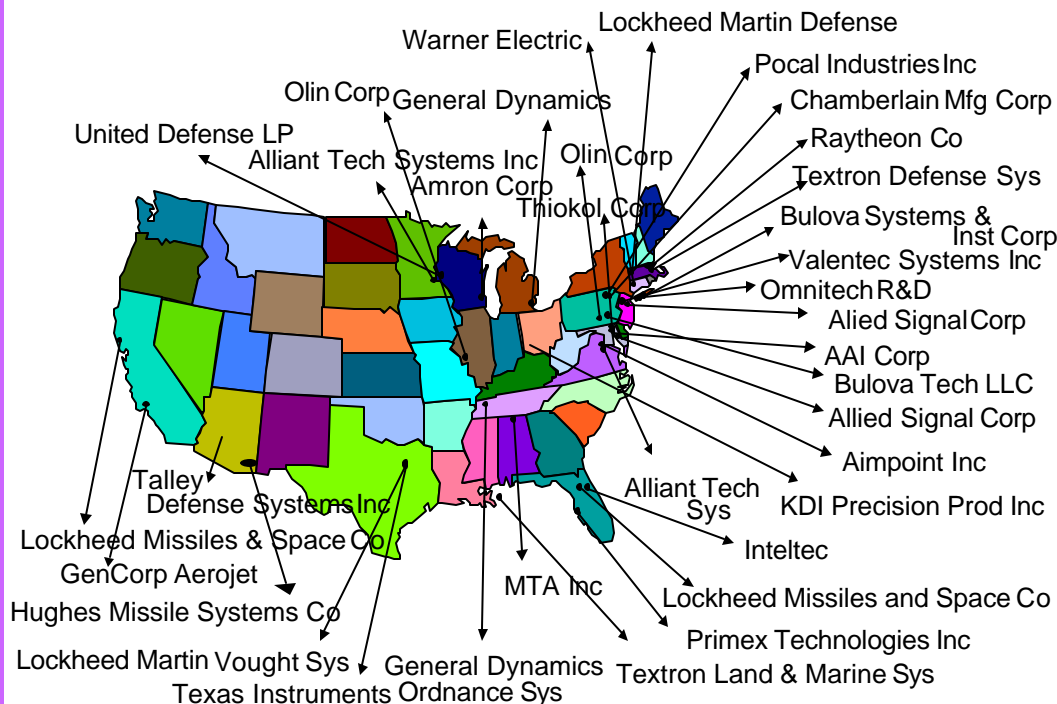 Lockheed Martin Defense
Warner Electric
Pocal Industries Inc
Olin Corp
General Dynamics
Chamberlain Mfg Corp
United Defense LP
Raytheon Co
Alliant Tech Systems Inc
Olin Corp
Amron Corp
Textron Defense Sys
Thiokol Corp
Bulova Systems &
Inst Corp
Valentec Systems Inc
Omnitech R&D
Alied Signal Corp
AAI Corp
Bulova Tech LLC
Allied Signal Corp
Aimpoint Inc
Talley
Defense Systems Inc
Alliant Tech
Sys
KDI Precision Prod Inc
Lockheed Missiles & Space Co
Inteltec
GenCorp Aerojet
MTA Inc
Lockheed Missiles and Space Co
Hughes Missile Systems Co
Primex Technologies Inc
Lockheed Martin Vought Sys
General Dynamics
Ordnance Sys
Textron Land & Marine Sys
Texas Instruments